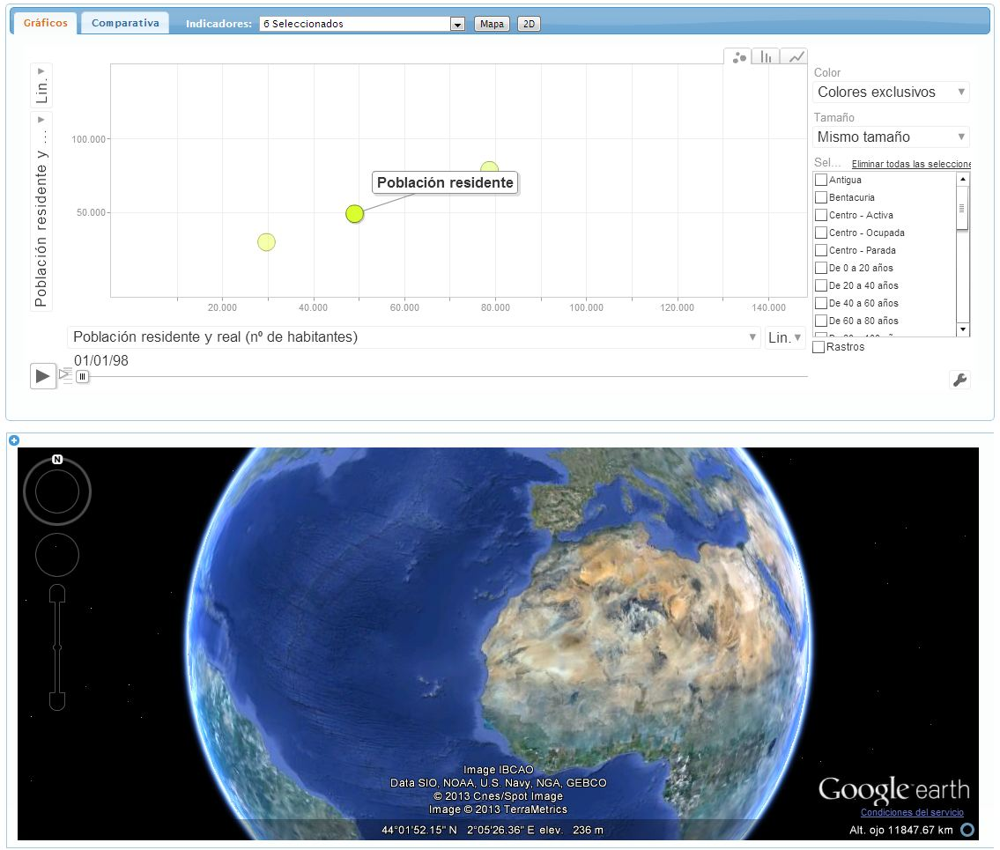 Gráficos
Comparativa
Indicadores:
6 Seleccionados
Mapa
2D
Lin.
Población residente y ...
100.000
50.000
Población residente
20.000
40.000
60.000
80.000
100.000
120.000
140.000
Población residente y real (nº de habitantes)
Lin.
01/01/98
Color
Colores exclusivos
Tamaño
Mismo tamaño
Sel...
Eliminar todas las seleccione
Antigua
Bentacuria
Centro - Activa
Centro - Ocupada
Centro - Parada
De 0 a 20 años
De 20 a 40 años
De 40 a 60 años
De 60 a 80 años
Rastros
N
Image IBCAO
Data SIO, NOAA, U.S. Navy, NGA, GEBCO
© 2013 Cnes/Spot Image
Image © 2013 TerraMetrics
Google earth
Condiciones del servicio
44°01'52.15" N 2°05'26.36" E elev. 236 m
Alt. ojo 11847.67 km